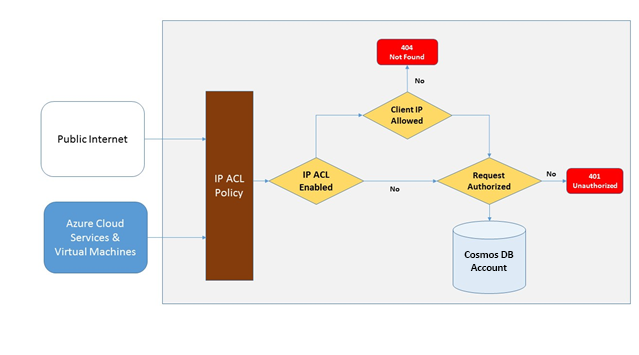 404
Not Found
No
Client IP
Allowed
Public Internet
IP ACL
Policy
IP ACL
Enabled
No
Request
Authorized
No
401
Unauthorized
Azure Cloud
Services &
Virtual Machines
Cosmos DB
Account